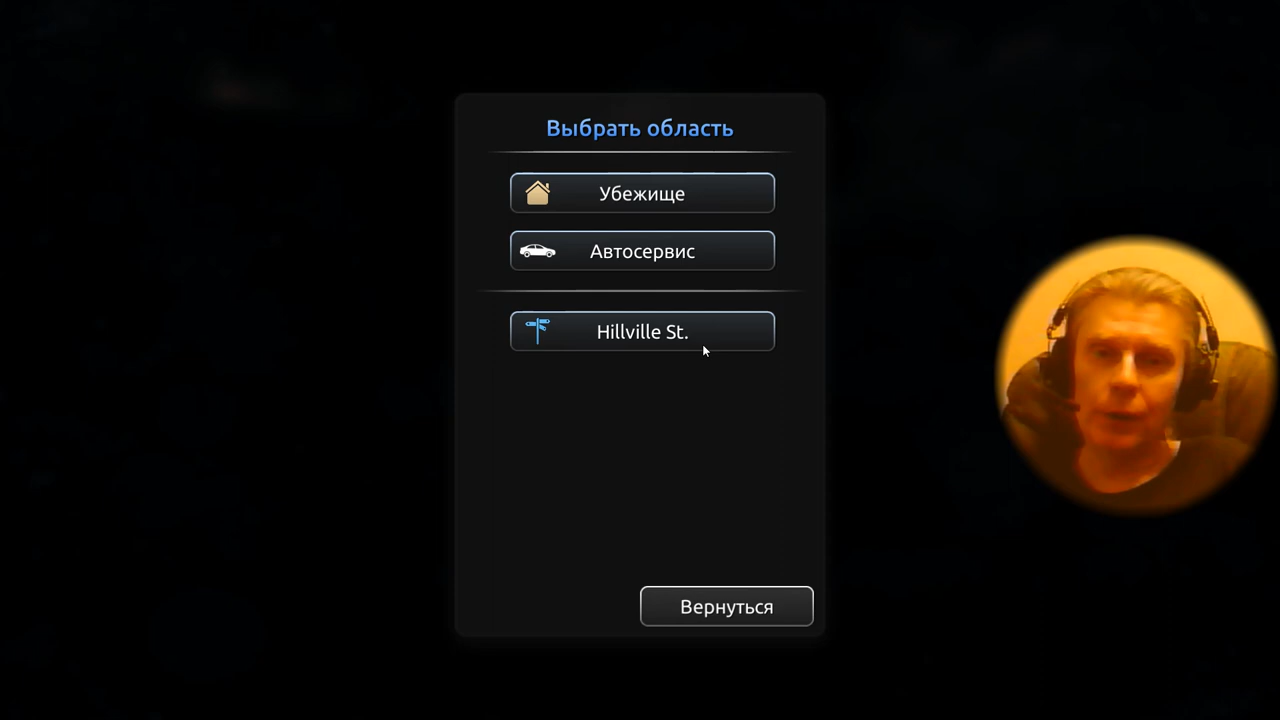 Выбрать область
Убежище
Автосервис
Hillville St.
Вернуться